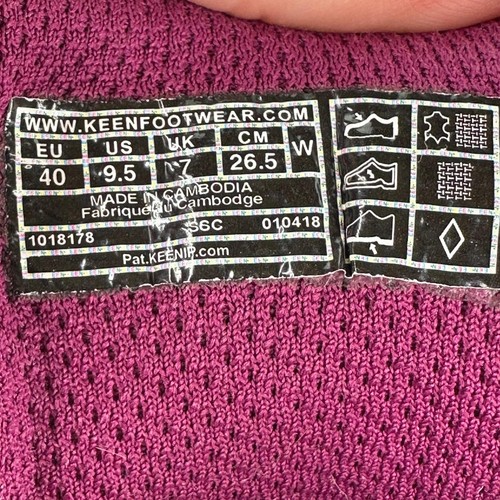 WWW.KEENFOOTWEAR.COM
EU US UK CM W
40 9.5 7 26.5
MADE IN CAMBODIA
Fabriqué au Cambodge
S6C 010418
1018178
Pat.KEENIP.com